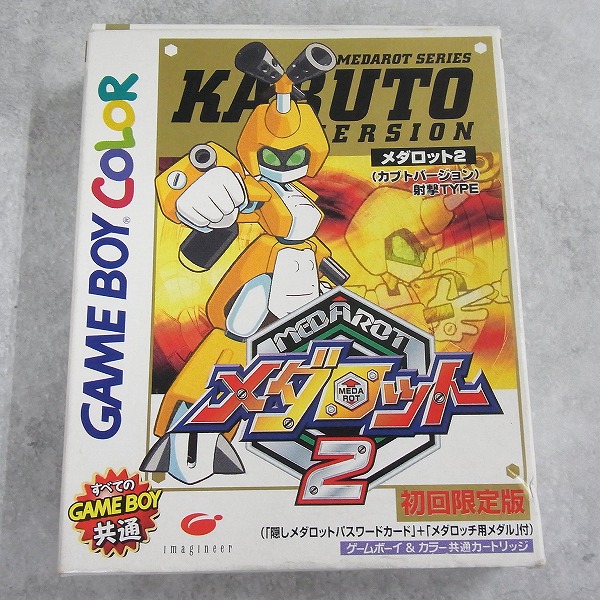 GAME BOY COLOR
MEDAROT SERIES
KABUTO
VERSION
メダロット2
(カブトバージョン)
射撃TYPE
MEDAROT
メダロット
MEDA
ROT
2
すべての
GAME BOY
共通
imagineer
初回限定版
(「隠しメダロットパスワードカード」+「メダロッチ用メダル」付)
ゲームボーイ & カラー共通カートリッジ